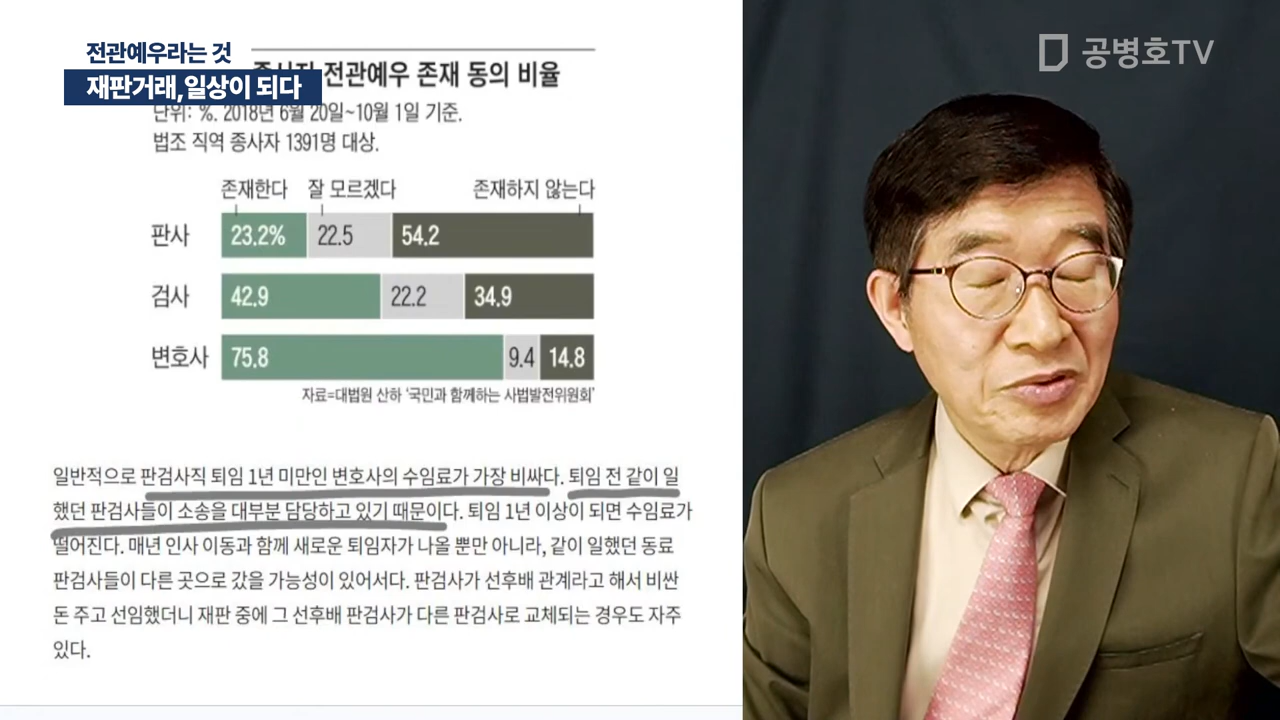 전관예우라는 것
재판거래, 일상이 되다
전관예우 존재 동의 비율
단위: %. 2018년 6월 20일~10월 1일 기준.
법조 직역 종사자 1391명 대상.
존재한다 잘 모르겠다 존재하지 않는다
판사 23.2% 22.5 54.2
검사 42.9 22.2 34.9
변호사 75.8 9.4 14.8
자료=대법원 산하 ‘국민과 함께하는 사법발전위원회’
일반적으로 판검사직 퇴임 1년 미만인 변호사의 수임료가 가장 비싸다. 퇴임 전 같이 일
했던 판검사들이 소송을 대부분 담당하고 있기 때문이다. 퇴임 1년 이상이 되면 수임료가
떨어진다. 매년 인사 이동과 함께 새로운 퇴임자가 나올 뿐만 아니라, 같이 일했던 동료
판검사들이 다른 곳으로 갔을 가능성이 있어서다. 판검사가 선후배 관계라고 해서 비싼
돈 주고 선임했더니 재판 중에 그 선후배 판검사가 다른 판검사로 교체되는 경우도 자주
있다.
공병호TV